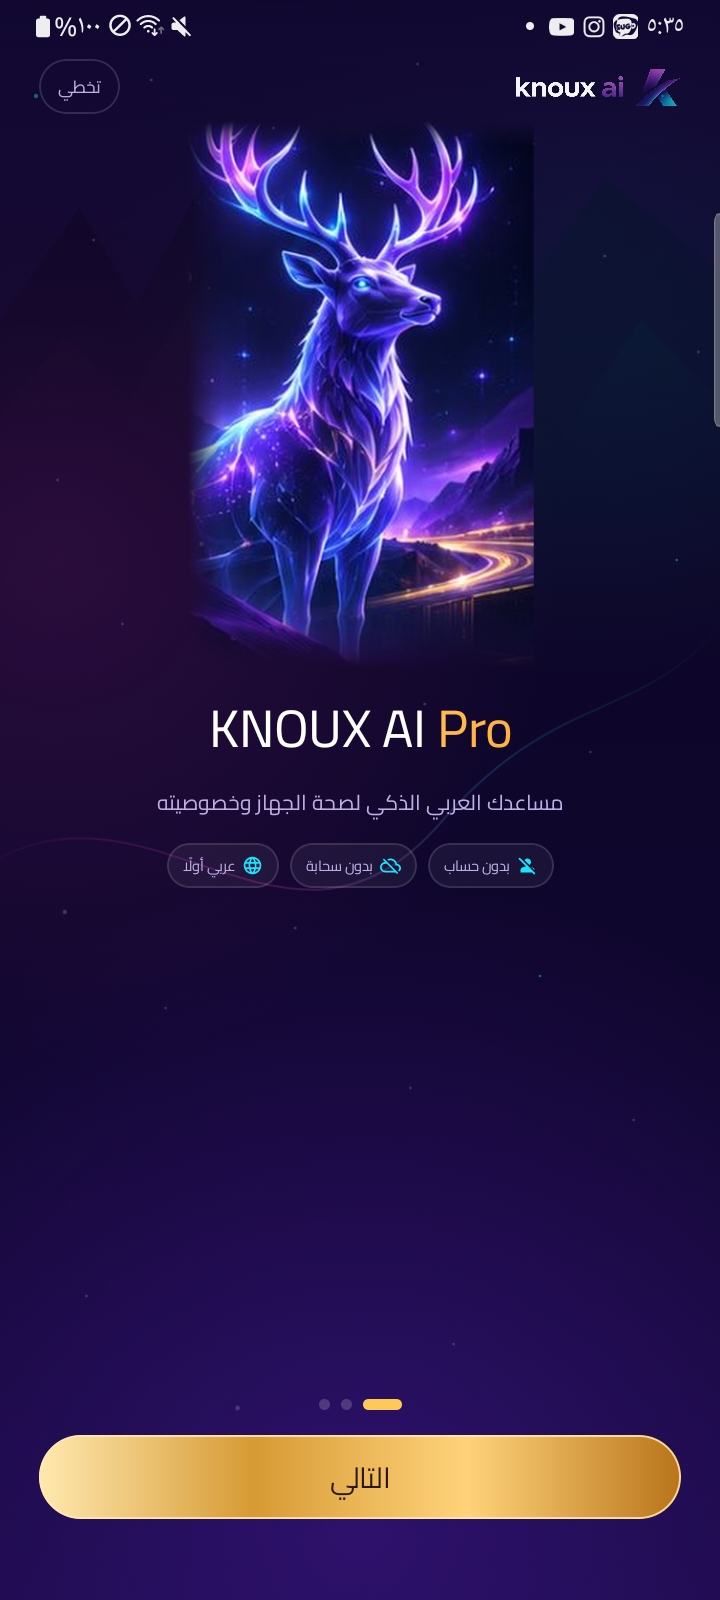 ٥:٣٥
%١٠٠
knoux ai
تخطي
KNOUX AI Pro
مساعدك العربي الذكي لصحة الجهاز وخصوصيته
بدون حساب
بدون سحابة
عربي أولًا
التالي